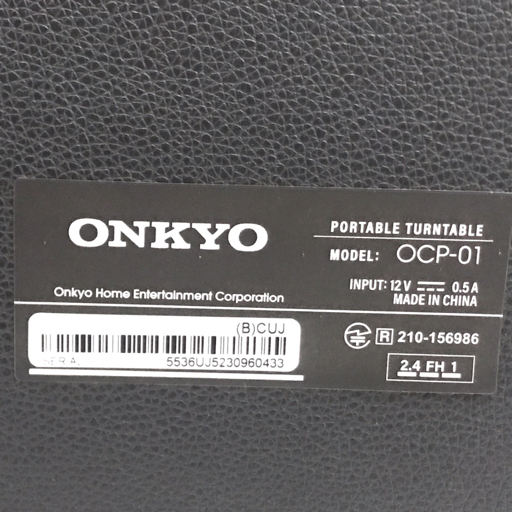 ONKYO
Onkyo Home Entertainment Corporation
PORTABLE TURNTABLE
MODEL: OCP-01
INPUT: 12V ⎓ 0.5A
MADE IN CHINA
(B)CUJ
5536UJ5230960433
R 210-156986
2.4 FH 1